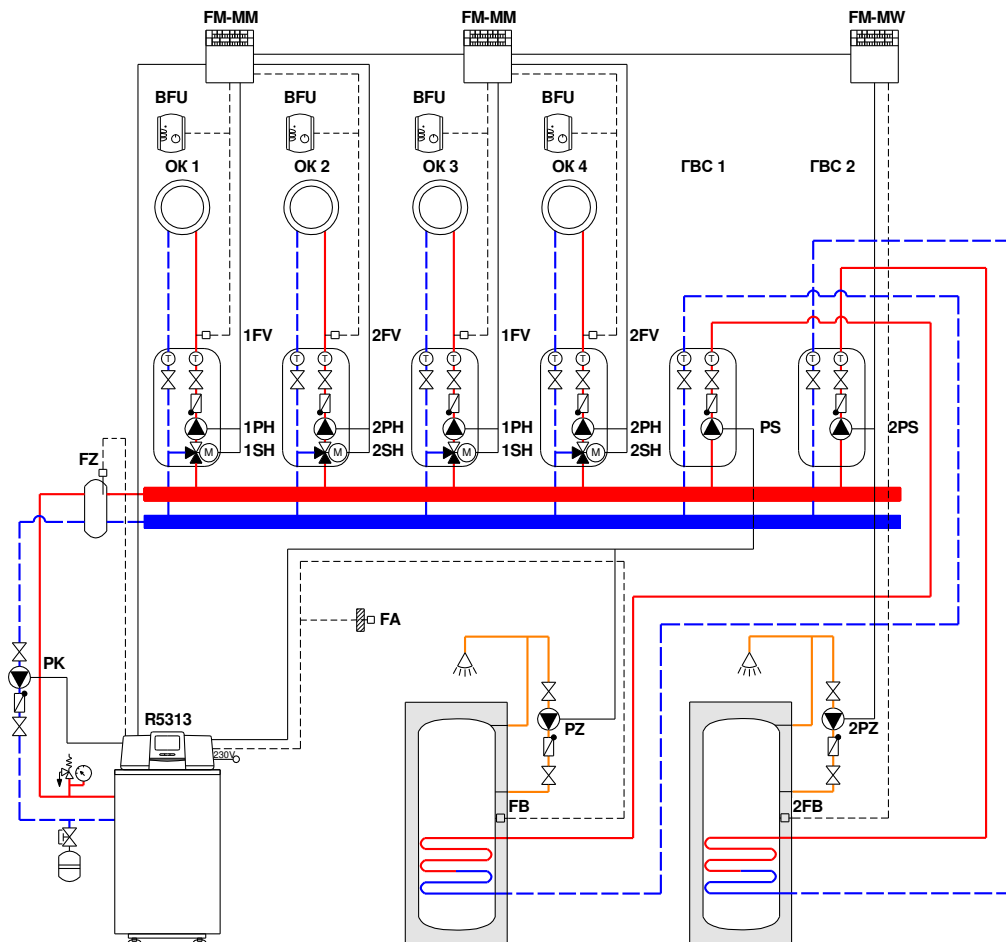 FM-MM FM-MM FM-MW
BFU BFU BFU BFU
ОК 1 ОК 2 ОК 3 ОК 4 ГВС 1 ГВС 2
1FV 2FV 1FV 2FV
T T T T T T T T T T T T
1PH 2PH 1PH 2PH PS 2PS
M 1SH M 2SH M 1SH M 2SH
FZ
FA
PK
R5313
PZ 2PZ
230V
FB 2FB